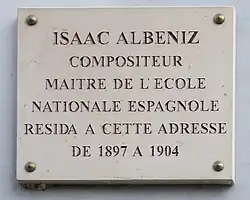 ISAAC ALBENIZ
COMPOSITEUR
MAITRE DE L'ECOLE
NATIONALE ESPAGNOLE
RESIDA A CETTE ADRESSE
DE 1897 A 1904